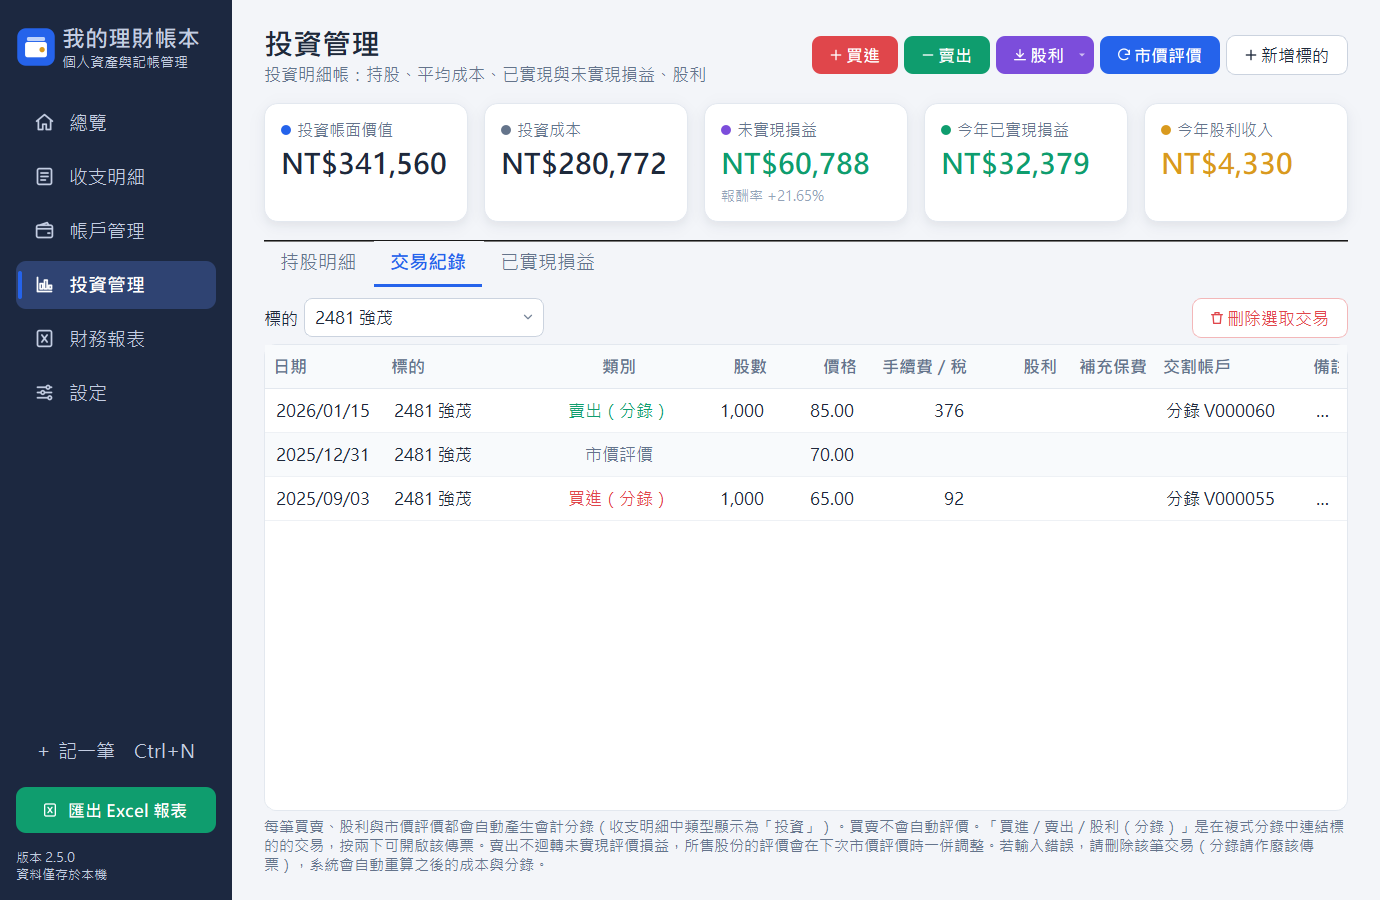 我的理財帳本
個人資產與記帳管理
總覽
收支明細
帳戶管理
投資管理
財務報表
設定
+ 記一筆 Ctrl+N
匯出 Excel 報表
版本 2.5.0
資料僅存於本機
投資管理
投資明細帳：持股、平均成本、已實現與未實現損益、股利
+ 買進
− 賣出
股利
市價評價
+ 新增標的
投資帳面價值
NT$341,560
投資成本
NT$280,772
未實現損益
NT$60,788
報酬率 +21.65%
今年已實現損益
NT$32,379
今年股利收入
NT$4,330
持股明細 交易紀錄 已實現損益
標的 2481 強茂
刪除選取交易
日期 標的 類別 股數 價格 手續費 / 稅 股利 補充保費 交割帳戶 備註
2026/01/15 2481 強茂 賣出（分錄） 1,000 85.00 376 分錄 V000060 ...
2025/12/31 2481 強茂 市價評價 70.00
2025/09/03 2481 強茂 買進（分錄） 1,000 65.00 92 分錄 V000055 ...
每筆買賣、股利與市價評價都會自動產生會計分錄（收支明細中類型顯示為「投資」）。買賣不會自動評價。「買進 / 賣出 / 股利（分錄）」是在複式分錄中連結標
的的交易，按兩下可開啟該傳票。賣出不迴轉未實現評價損益，所售股份的評價會在下次市價評價時一併調整。若輸入錯誤，請刪除該筆交易（分錄請作廢該傳
票），系統會自動重算之後的成本與分錄。